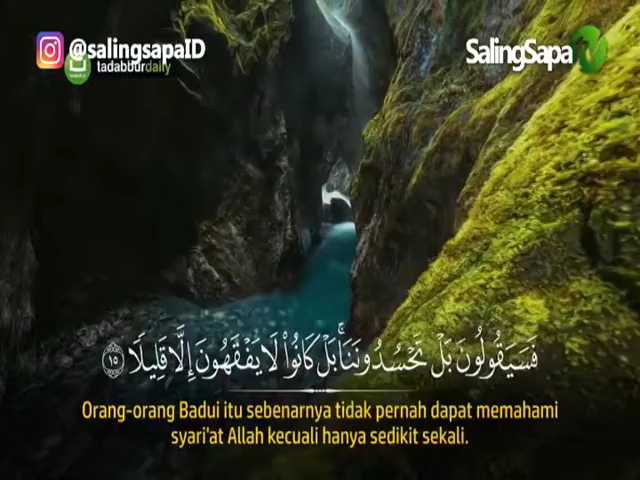 @salingsapaID
tadabburdaily
SalingSapa TV
فَسَيَقُولُونَ بَلْ تَحْسُدُونَنَا ۚ بَلْ كَانُوا۟ لَا يَفْقَهُونَ إِلَّا قَلِيلًا ١٥
Orang-orang Badui itu sebenarnya tidak pernah dapat memahami
syari'at Allah kecuali hanya sedikit sekali.